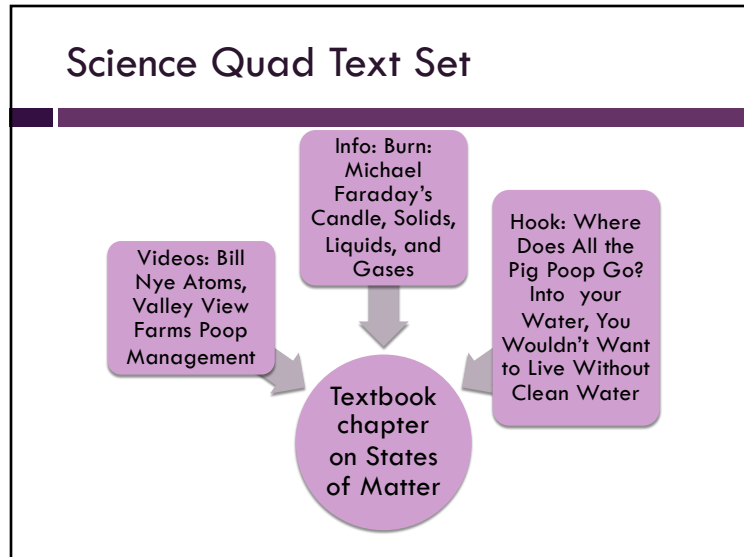 Science Quad Text Set
Videos: Bill
Nye Atoms,
Valley View
Farms Poop
Management
Info: Burn:
Michael
Faraday's
Candle, Solids,
Liquids, and
Gases
Hook: Where
Does All the
Pig Poop Go?
Into your
Water, You
Wouldn't Want
to Live Without
Clean Water
Textbook
chapter
on States
of Matter